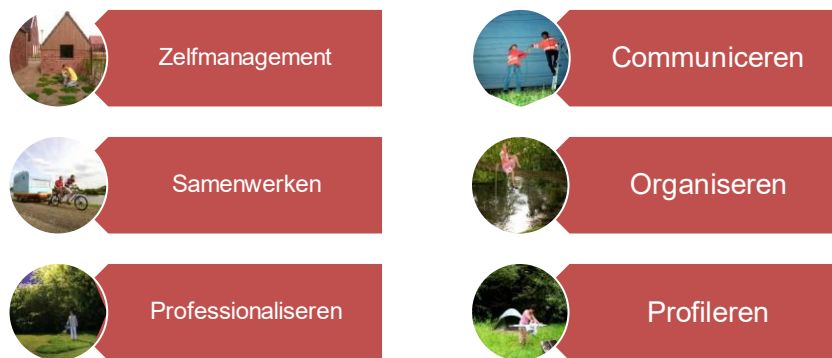 Zelfmanagement
Communiceren
Samenwerken
Organiseren
Professionaliseren
Profileren